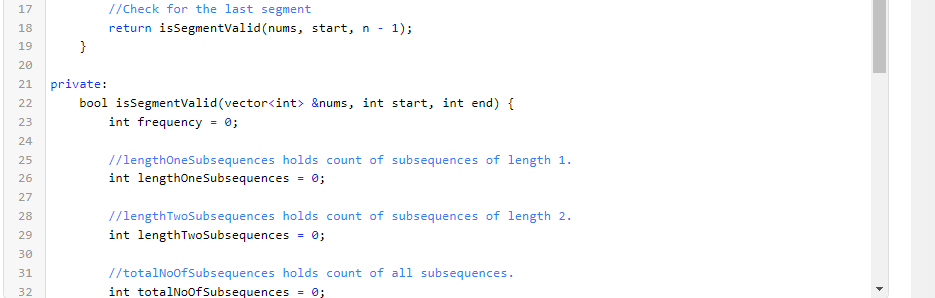 17 //Check for the last segment
18 return isSegmentValid(nums, start, n - 1);
19 }
20
21 private:
22 bool isSegmentValid(vector<int> &nums, int start, int end) {
23 int frequency = 0;
24
25 //lengthOneSubsequences holds count of subsequences of length 1.
26 int lengthOneSubsequences = 0;
27
28 //lengthTwoSubsequences holds count of subsequences of length 2.
29 int lengthTwoSubsequences = 0;
30
31 //totalNoOfSubsequences holds count of all subsequences.
32 int totalNoOfSubsequences = 0;